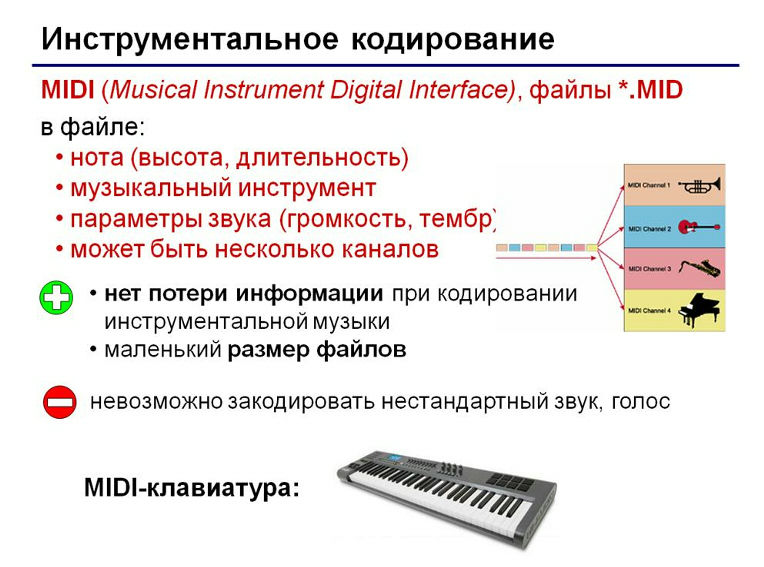 Инструментальное кодирование
MIDI (Musical Instrument Digital Interface), файлы *.MID
в файле:
• нота (высота, длительность)
• музыкальный инструмент
• параметры звука (громкость, тембр)
• может быть несколько каналов
MIDI Channel 1
MIDI Channel 2
MIDI Channel 3
MIDI Channel 4
• нет потери информации при кодировании
инструментальной музыки
• маленький размер файлов
невозможно закодировать нестандартный звук, голос
MIDI-клавиатура: